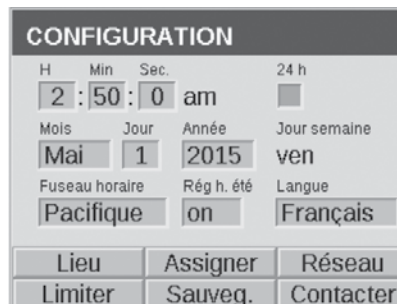 CONFIGURATION
H Min Sec. 24 h
2 : 50 : 0 am
Mois Jour Année Jour semaine
Mai 1 2015 ven
Fuseau horaire Rég h. été Langue
Pacifique on Français
Lieu Assigner Réseau
Limiter Sauveg. Contacter